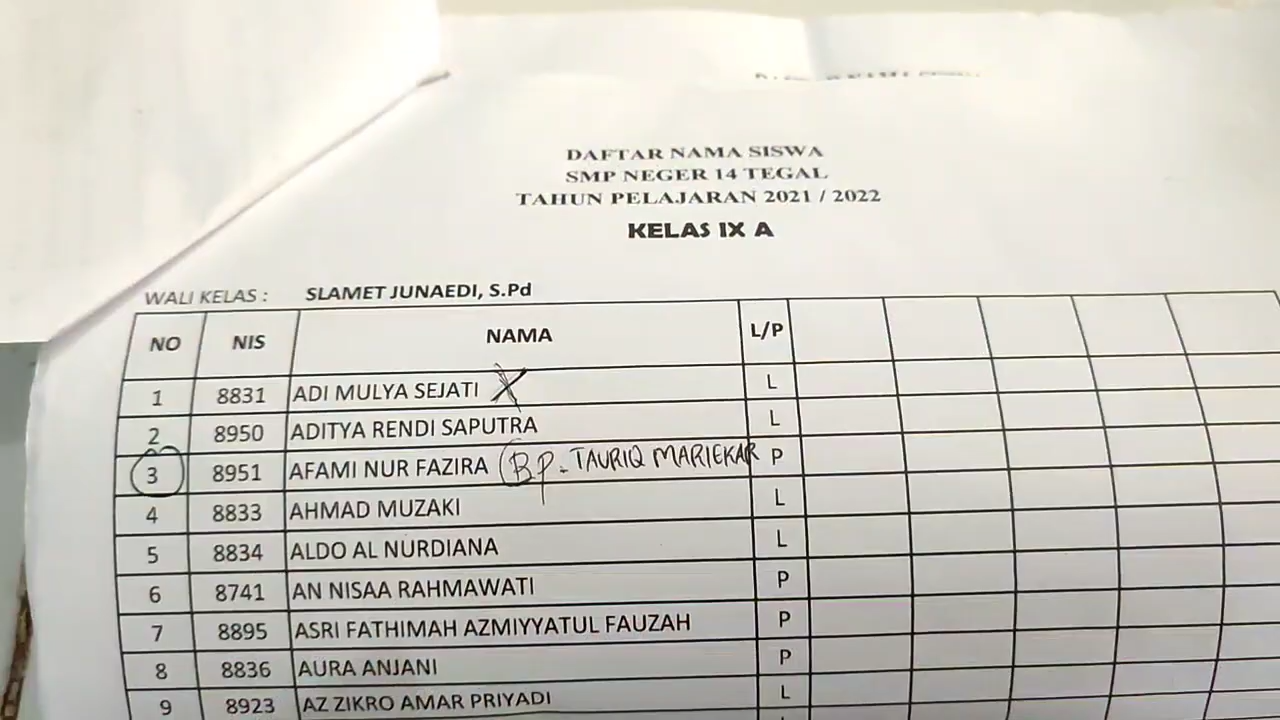 DAFTAR NAMA SISWA
SMP NEGER 14 TEGAL
TAHUN PELAJARAN 2021 / 2022
KELAS IX A
WALI KELAS : SLAMET JUNAEDI, S.Pd
NO NIS NAMA L/P
1 8831 ADI MULYA SEJATI X L
2 8950 ADITYA RENDI SAPUTRA L
3 8951 AFAMI NUR FAZIRA (BP. TAURIQ MARIEKAR P
4 8833 AHMAD MUZAKI L
5 8834 ALDO AL NURDIANA L
6 8741 AN NISAA RAHMAWATI P
7 8895 ASRI FATHIMAH AZMIYYATUL FAUZAH P
8 8836 AURA ANJANI P
9 8923 AZ ZIKRO AMAR PRIYADI L